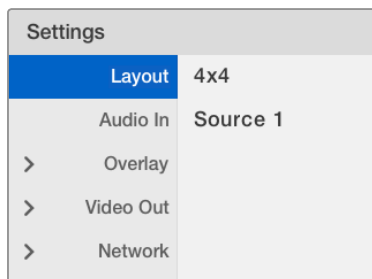 Settings
Layout 4x4
Audio In Source 1
Overlay
Video Out
Network